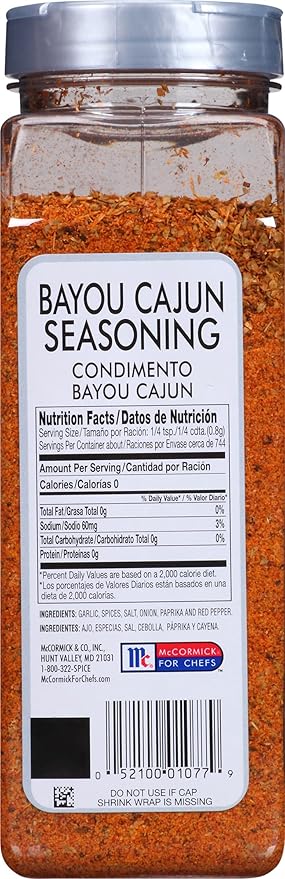 BAYOU CAJUN
SEASONING
CONDIMENTO
BAYOU CAJUN
Nutrition Facts/Datos de Nutrición
Serving Size/Tamaño por Ración: 1/4 tsp./1/4 cdta.(0.8g)
Servings Per Container about/Raciones por Envase cerca de 744
Amount Per Serving/Cantidad por Ración
Calories/Calorías 0
% Daily Value*/% Valor Diario*
Total Fat/Grasa Total 0g 0%
Sodium/Sodio 60mg 3%
Total Carbohydrate/Carbohidrato Total 0g 0%
Protein/Proteínas 0g
*Percent Daily Values are based on a 2,000 calorie diet.
*Los porcentajes de Valores Diarios están basados en una
dieta de 2,000 calorías.
INGREDIENTS: GARLIC, SPICES, SALT, ONION, PAPRIKA AND RED PEPPER.
INGREDIENTES: AJO, ESPECIAS, SAL, CEBOLLA, PÁPRIKA Y CAYENA.
McCORMICK & CO., INC.
HUNT VALLEY, MD 21031
1-800-322-SPICE
McCormickForChefs.com
Mc McCORMICK
FOR CHEFS
0 52100 01077 9
DO NOT USE IF CAP
SHRINK WRAP IS MISSING